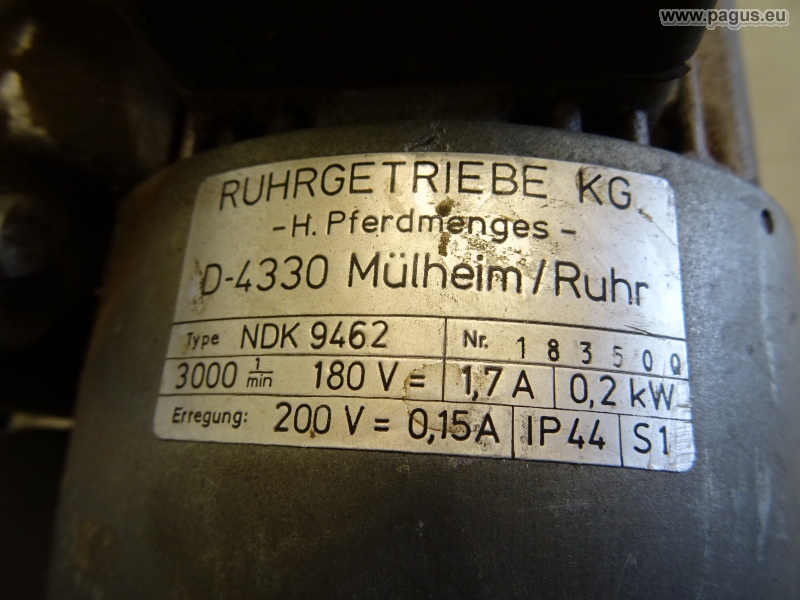 www.pagus.eu
RUHRGETRIEBE KG.
-H. Pferdmenges-
D-4330 Mülheim/Ruhr
Type NDK 9462 Nr. 183500
3000 1/min 180 V = 1,7 A 0,2 kW
Erregung: 200 V = 0,15A IP44 S1